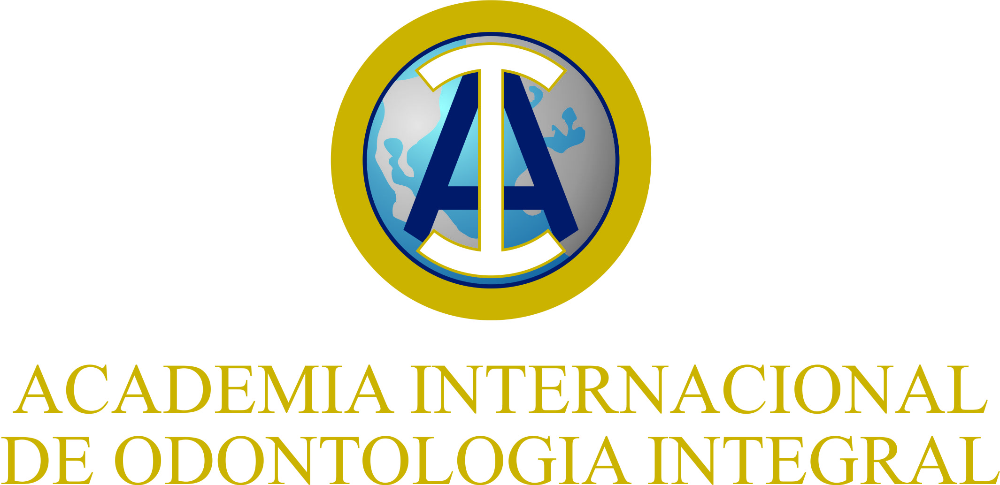 ACADEMIA INTERNACIONAL
DE ODONTOLOGIA INTEGRAL